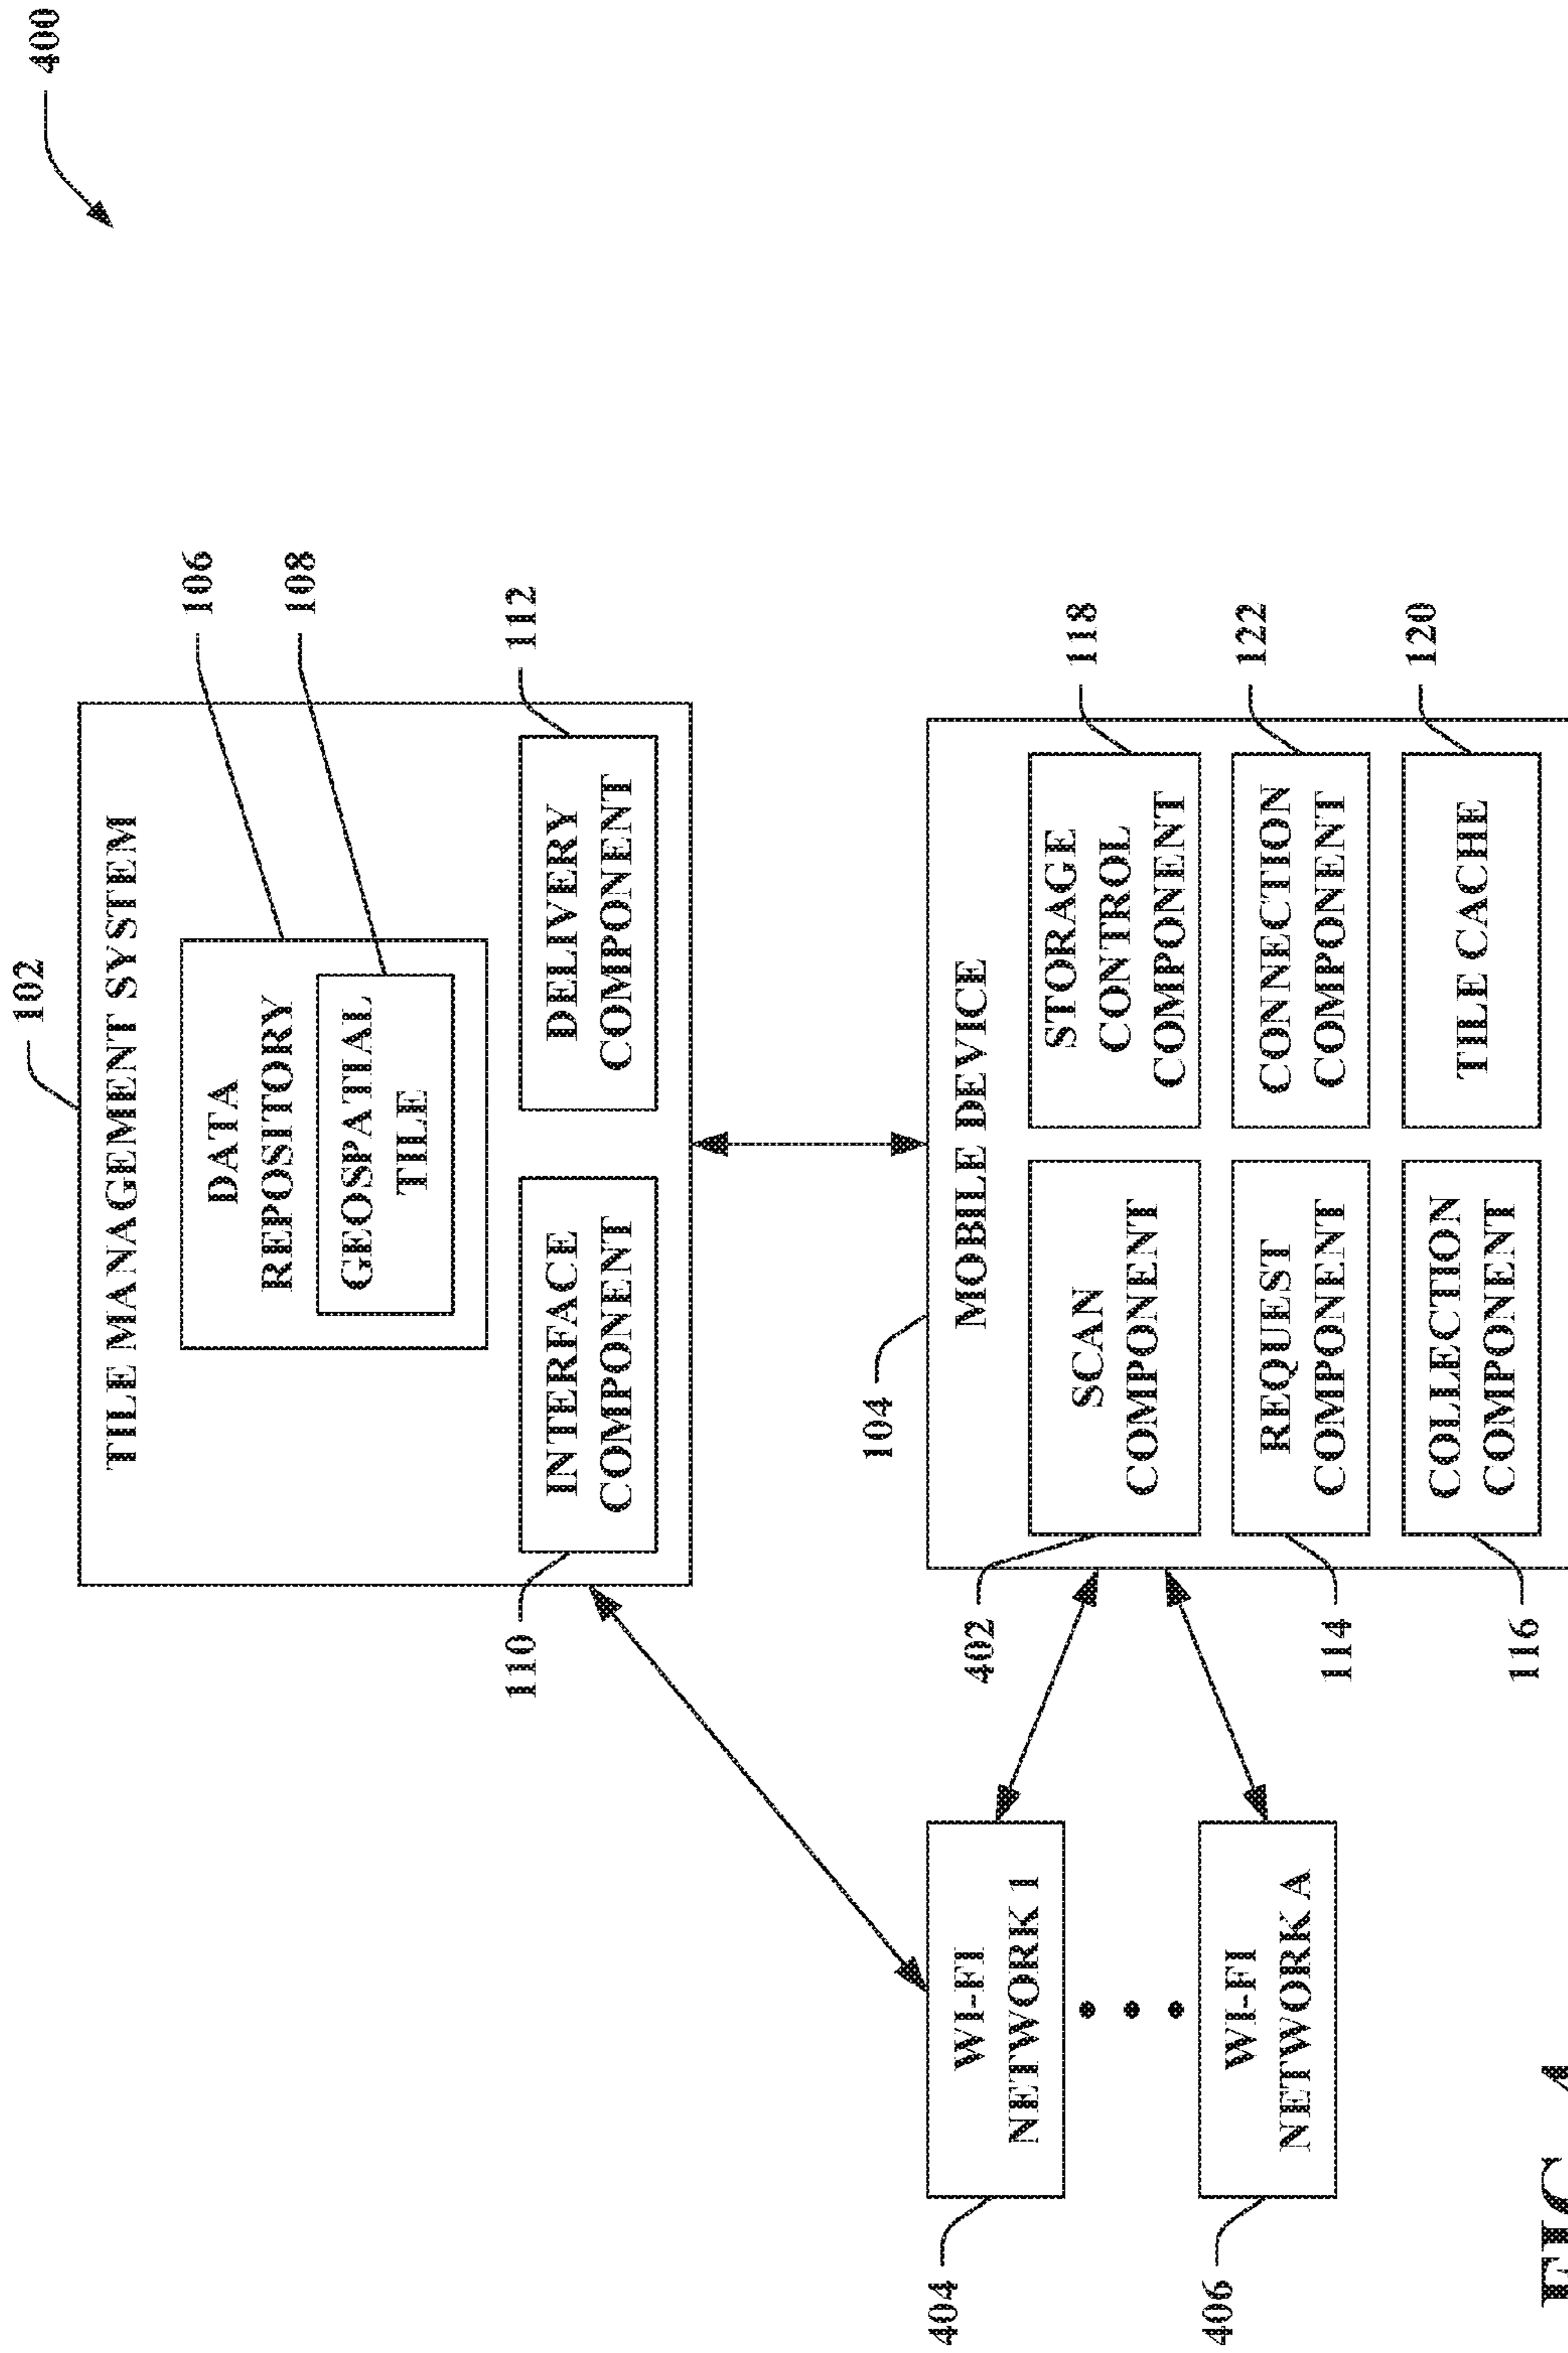 400
102
TILE MANAGEMENT SYSTEM
106
DATA
REPOSITORY
108
GEOSPATIAL
TILE
110
INTERFACE
COMPONENT
112
DELIVERY
COMPONENT
104
MOBILE DEVICE
402
SCAN
COMPONENT
118
STORAGE
CONTROL
COMPONENT
114
REQUEST
COMPONENT
122
CONNECTION
COMPONENT
116
COLLECTION
COMPONENT
120
TILE CACHE
404
WI-FI
NETWORK 1
406
WI-FI
NETWORK A
FIG. 4